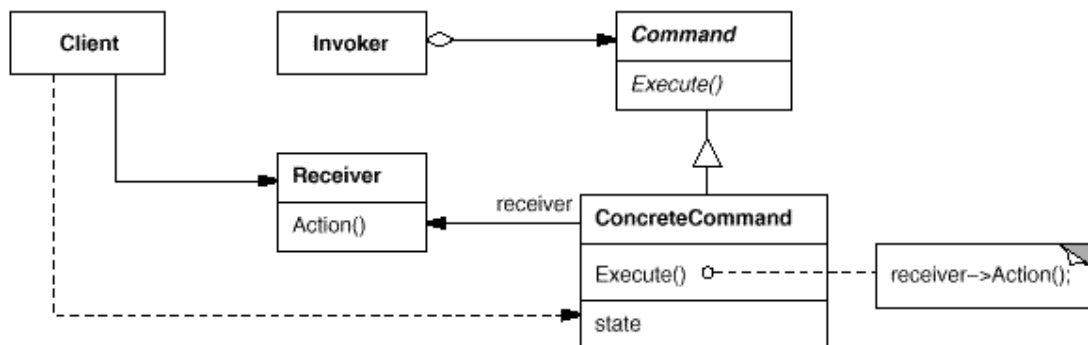 Client
Invoker
Command
Execute()
Receiver
Action()
receiver
ConcreteCommand
Execute()
receiver->Action();
state